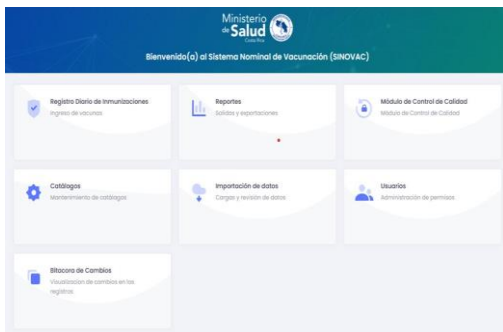 Ministerio
de Salud
Costa Rica
Bienvenido(a) al Sistema Nominal de Vacunación (SINOVAC)
Registro Diario de Inmunizaciones
Ingreso de vacunas
Reportes
Salidas y exportaciones
Módulo de Control de Calidad
Módulo de Control de Calidad
Catálogos
Mantenimiento de catálogos
Importación de datos
Cargas y revisión de datos
Usuarios
Administración de permisos
Bitacora de Cambios
Visualizacion de cambios en los
registros